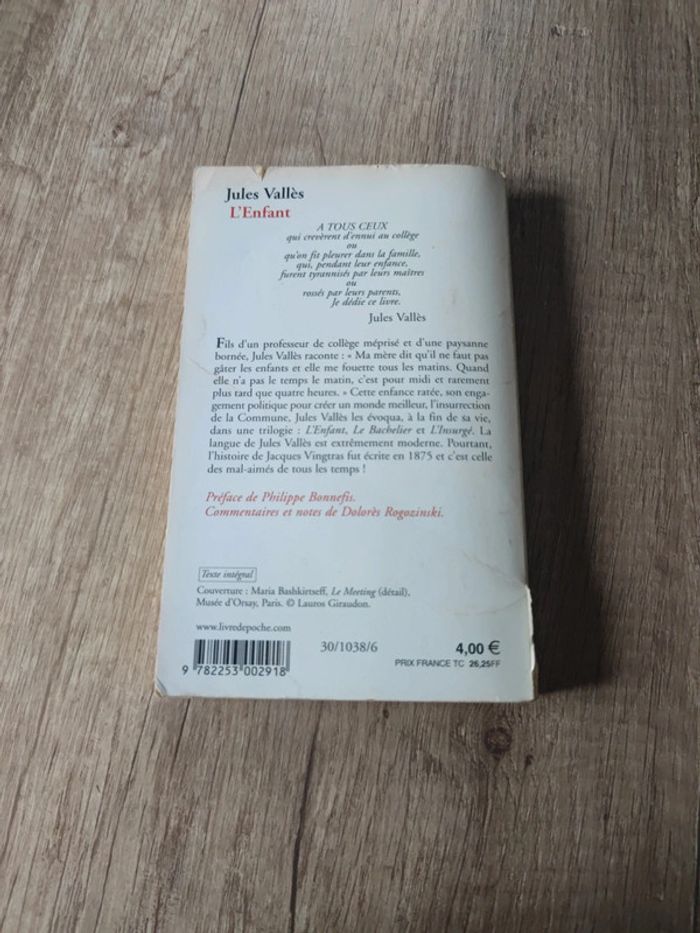 Jules Vallès
L'Enfant
A TOUS CEUX
qui crevèrent d'ennui au collège
ou
qu'on fit pleurer dans la famille,
qui, pendant leur enfance,
furent tyrannisés par leurs maîtres
ou
rossés par leurs parents,
Je dédie ce livre.
Jules Vallès
Fils d'un professeur de collège méprisé et d'une paysanne
bornée, Jules Vallès raconte : « Ma mère dit qu'il ne faut pas
gâter les enfants et elle me fouette tous les matins. Quand
elle n'a pas le temps le matin, c'est pour midi et rarement
plus tard que quatre heures. » Cette enfance ratée, son en-
gagement politique pour créer un monde meilleur, l'insurrection
de la Commune, Jules Vallès les évoqua, à la fin de sa vie,
dans une trilogie : L'Enfant, Le Bachelier et L'Insurgé. La
langue de Jules Vallès est extrêmement moderne. Pourtant,
l'histoire de Jacques Vingtras fut écrite en 1875 et c'est celle
des mal-aimés de tous les temps !
Préface de Philippe Bonnefis.
Commentaires et notes de Dolorès Rogozinski.
Texte intégral
Couverture : Maria Bashkirtseff, Le Meeting (détail),
Musée d'Orsay, Paris. © Lauros Giraudon.
www.livredepoche.com
30/1038/6
4,00 €
PRIX FRANCE TC 26,25FF
9 782253 002918